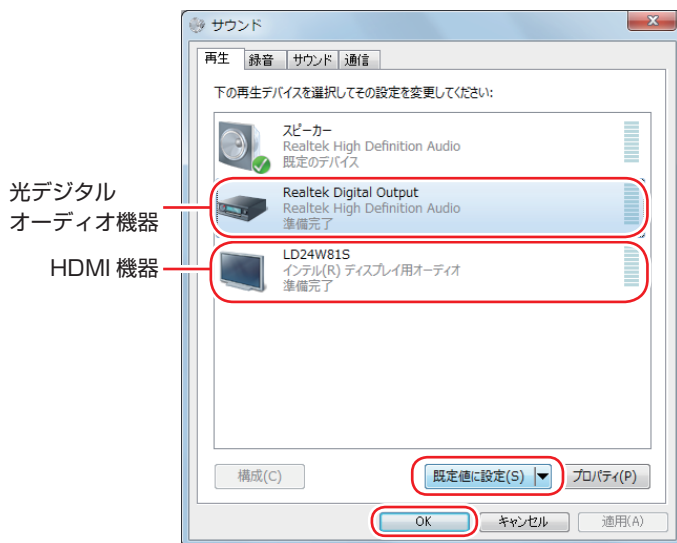 サウンド
再生 録音 サウンド 通信
下の再生デバイスを選択してその設定を変更してください:
スピーカー
Realtek High Definition Audio
既定のデバイス
光デジタル
オーディオ機器
Realtek Digital Output
Realtek High Definition Audio
準備完了
HDMI 機器
LD24W81S
インテル(R) ディスプレイ用オーディオ
準備完了
構成(C) 既定値に設定(S) プロパティ(P)
OK キャンセル 適用(A)